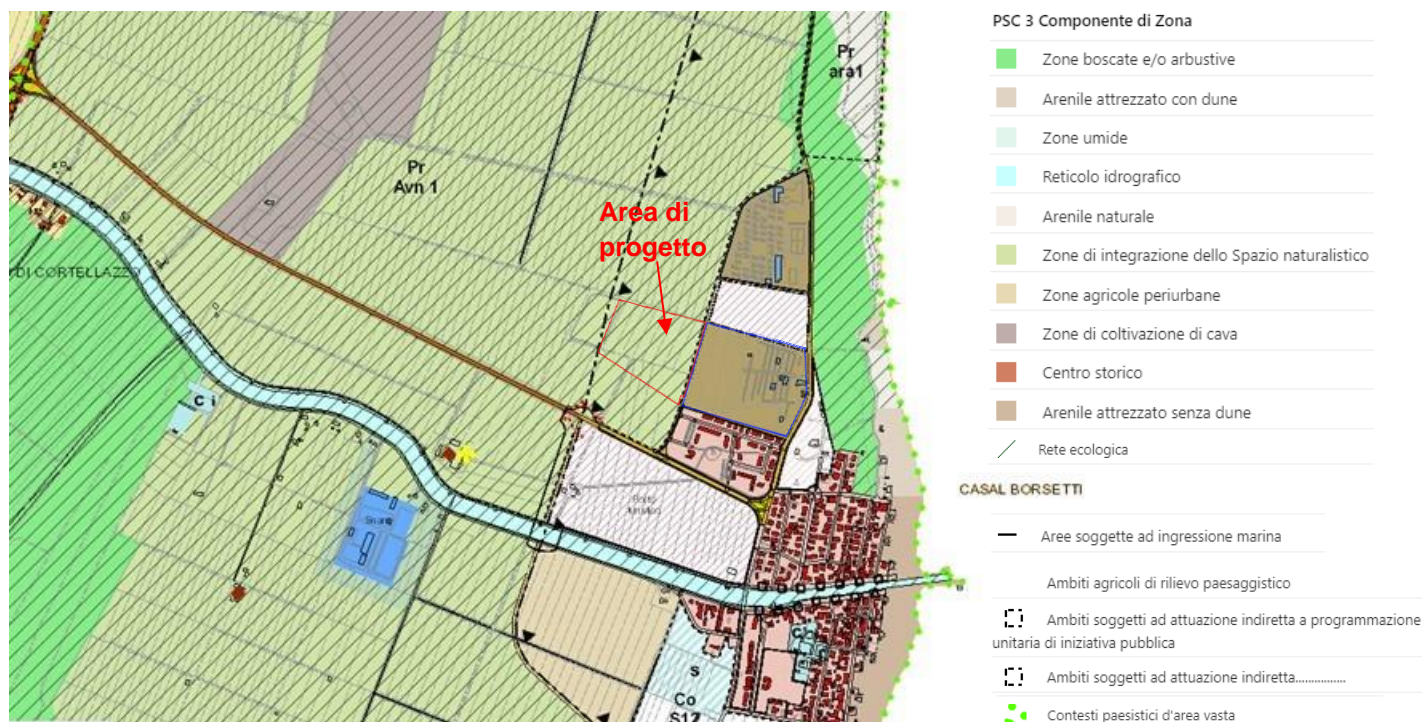 Pr
ara1
Pr
Avn 1
Area di
progetto
DI CORTELLAZZO
C i
S
Co
S17
PSC 3 Componente di Zona
Zone boscate e/o arbustive
Arenile attrezzato con dune
Zone umide
Reticolo idrografico
Arenile naturale
Zone di integrazione dello Spazio naturalistico
Zone agricole periurbane
Zone di coltivazione di cava
Centro storico
Arenile attrezzato senza dune
Rete ecologica
CASAL BORSETTI
Aree soggette ad ingressione marina
Ambiti agricoli di rilievo paesaggistico
Ambiti soggetti ad attuazione indiretta a programmazione
unitaria di iniziativa pubblica
Ambiti soggetti ad attuazione indiretta................
Contesti paesistici d'area vasta